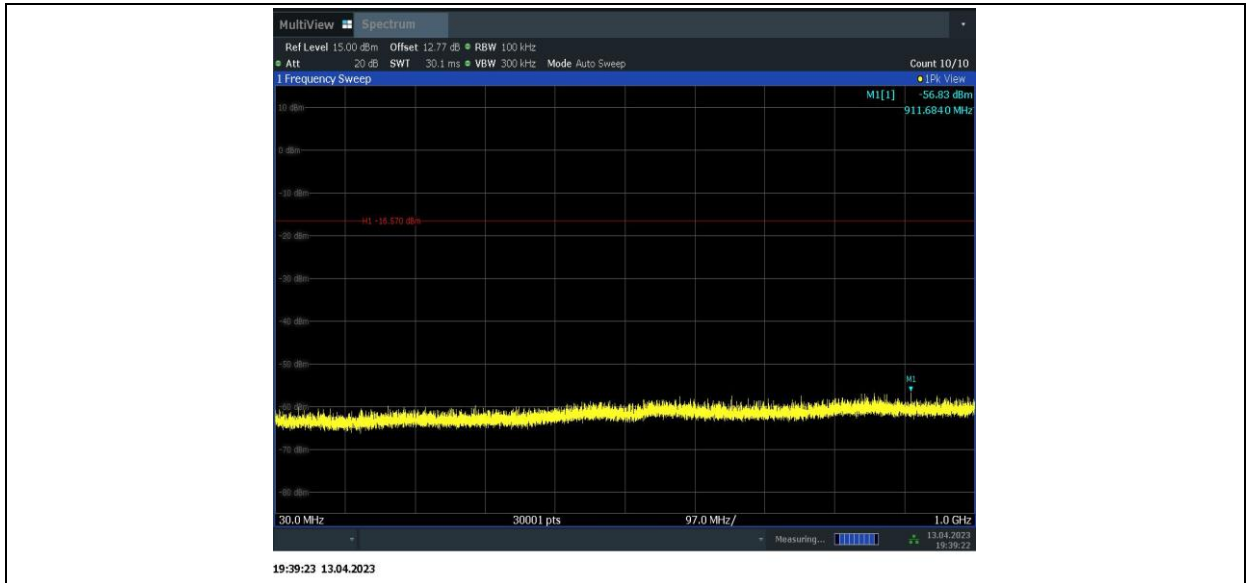 MultiView Spectrum
Ref Level 15.00 dBm Offset 12.77 dB RBW 100 kHz
Att 20 dB SWT 30.1 ms VBW 300 kHz Mode Auto Sweep Count 10/10
1 Frequency Sweep 1Pk View
M1[1] -56.83 dBm
911.6840 MHz
10 dBm
0 dBm
-10 dBm
H1 -16.570 dBm
-20 dBm
-30 dBm
-40 dBm
-50 dBm
M1
-60 dBm
-70 dBm
-80 dBm
30.0 MHz 30001 pts 97.0 MHz/ 1.0 GHz
Measuring... 13.04.2023
19:39:22
19:39:23 13.04.2023